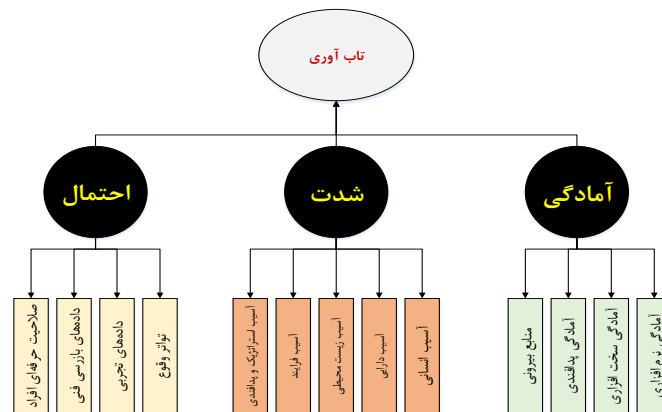 تاب آوری
آمادگی
شدت
احتمال
آمادگی نرم افزاری
آمادگی سخت افزاری
آمادگی پدافندی
منابع بیرونی
آسیب انسانی
آسیب دارایی
آسیب زیست محیطی
آسیب فرایند
آسیب استراتژیک و پدافندی
تواتر وقوع
داده‌های تجربی
داده‌های بازرسی فنی
صلاحیت حرفه‌ای افراد